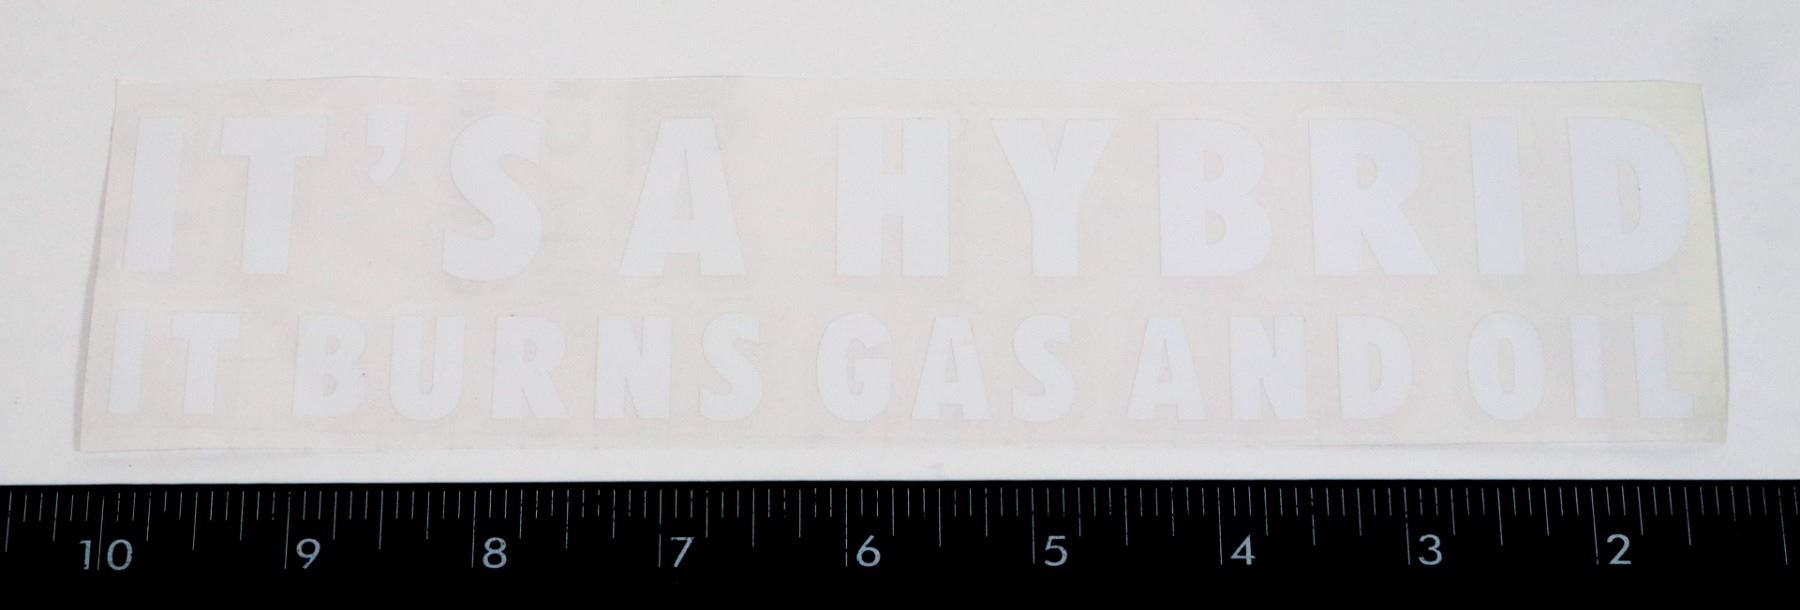 IT’S A HYBRID
IT BURNS GAS AND OIL
10 9 8 7 6 5 4 3 2